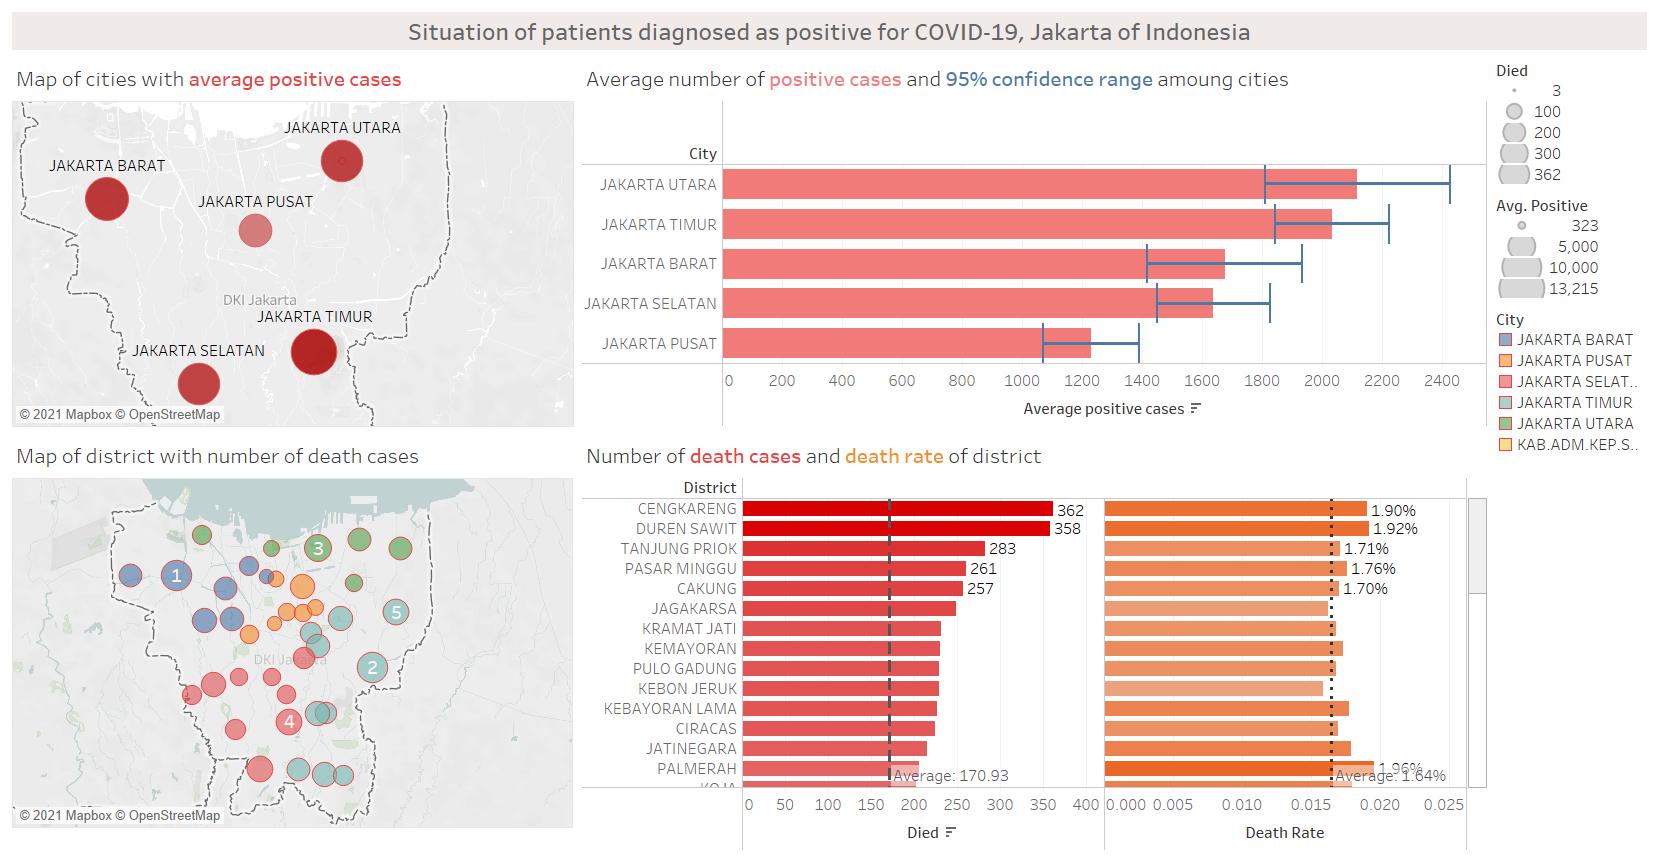 Situation of patients diagnosed as positive for COVID-19, Jakarta of Indonesia
Map of cities with average positive cases
JAKARTA UTARA
JAKARTA BARAT
JAKARTA PUSAT
DKI Jakarta
JAKARTA TIMUR
JAKARTA SELATAN
© 2021 Mapbox © OpenStreetMap
Average number of positive cases and 95% confidence range amoung cities
City
JAKARTA UTARA
JAKARTA TIMUR
JAKARTA BARAT
JAKARTA SELATAN
JAKARTA PUSAT
0 200 400 600 800 1000 1200 1400 1600 1800 2000 2200 2400
Average positive cases
Died
3
100
200
300
362
Avg. Positive
323
5,000
10,000
13,215
City
JAKARTA BARAT
JAKARTA PUSAT
JAKARTA SELAT..
JAKARTA TIMUR
JAKARTA UTARA
KAB.ADM.KEP.S..
Map of district with number of death cases
3
1
5
DKI Jakarta
2
4
© 2021 Mapbox © OpenStreetMap
Number of death cases and death rate of district
District
CENGKARENG 362 1.90%
DUREN SAWIT 358 1.92%
TANJUNG PRIOK 283 1.71%
PASAR MINGGU 261 1.76%
CAKUNG 257 1.70%
JAGAKARSA
KRAMAT JATI
KEMAYORAN
PULO GADUNG
KEBON JERUK
KEBAYORAN LAMA
CIRACAS
JATINEGARA
PALMERAH 1.96%
Average: 170.93 Average: 1.64%
KOJA
0 50 100 150 200 250 300 350 400 0.000 0.005 0.010 0.015 0.020 0.025
Died Death Rate